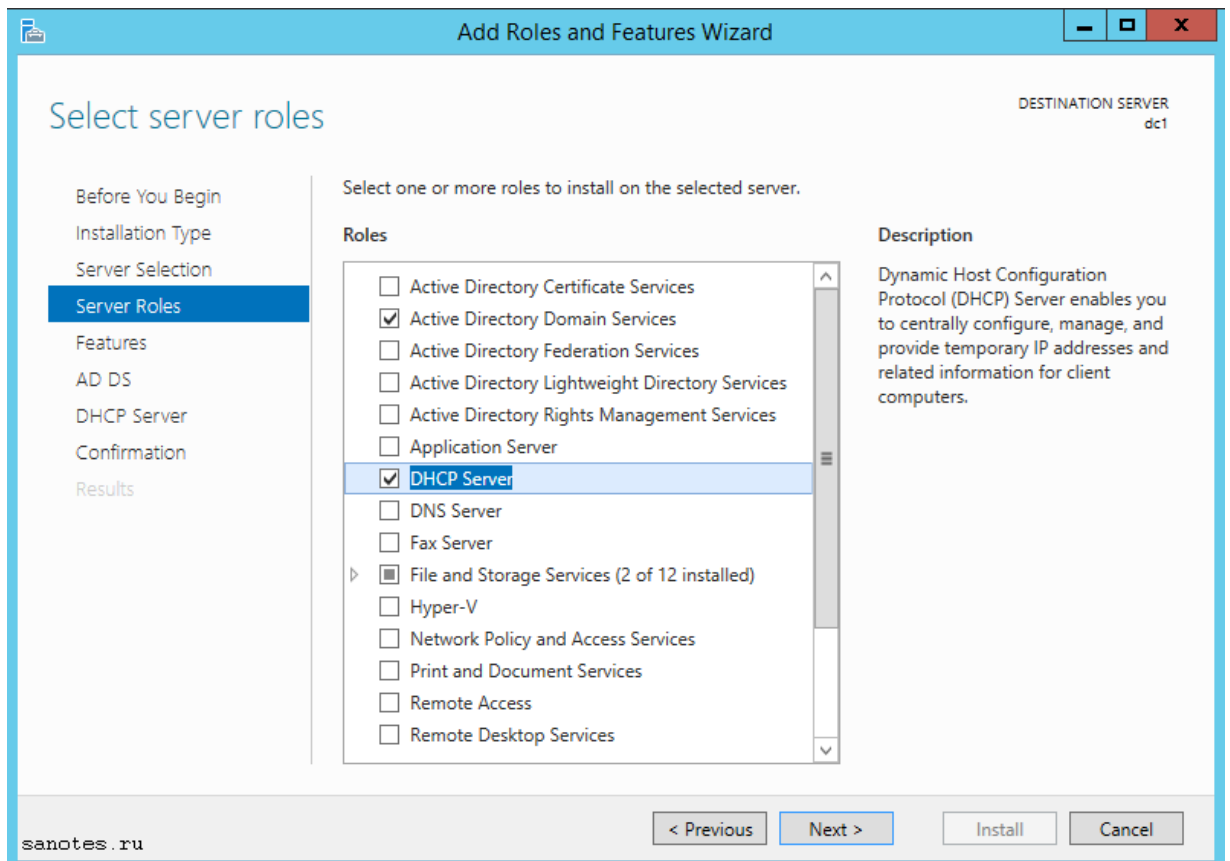 Add Roles and Features Wizard
Select server roles
DESTINATION SERVER
dc1
Before You Begin
Installation Type
Server Selection
Server Roles
Features
AD DS
DHCP Server
Confirmation
Results
Select one or more roles to install on the selected server.
Roles
Active Directory Certificate Services
Active Directory Domain Services
Active Directory Federation Services
Active Directory Lightweight Directory Services
Active Directory Rights Management Services
Application Server
DHCP Server
DNS Server
Fax Server
File and Storage Services (2 of 12 installed)
Hyper-V
Network Policy and Access Services
Print and Document Services
Remote Access
Remote Desktop Services
Description
Dynamic Host Configuration
Protocol (DHCP) Server enables you
to centrally configure, manage, and
provide temporary IP addresses and
related information for client
computers.
< Previous
Next >
Install
Cancel
sanotes.ru